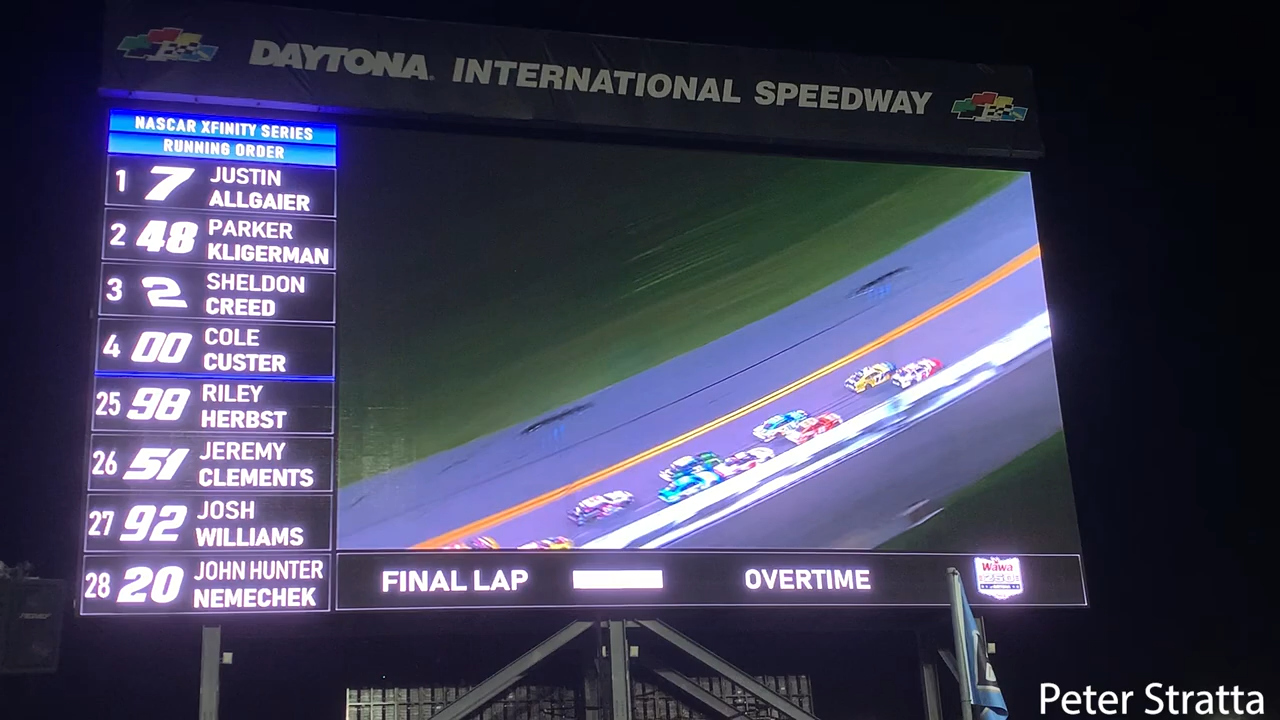 DAYTONA INTERNATIONAL SPEEDWAY
NASCAR XFINITY SERIES
RUNNING ORDER
1 7 JUSTIN
ALLGAIER
2 48 PARKER
KLIGERMAN
3 2 SHELDON
CREED
4 00 COLE
CUSTER
25 98 RILEY
HERBST
26 51 JEREMY
CLEMENTS
27 92 JOSH
WILLIAMS
28 20 JOHN HUNTER
NEMECHEK
FINAL LAP
OVERTIME
Wawa
250
Peter Stratta